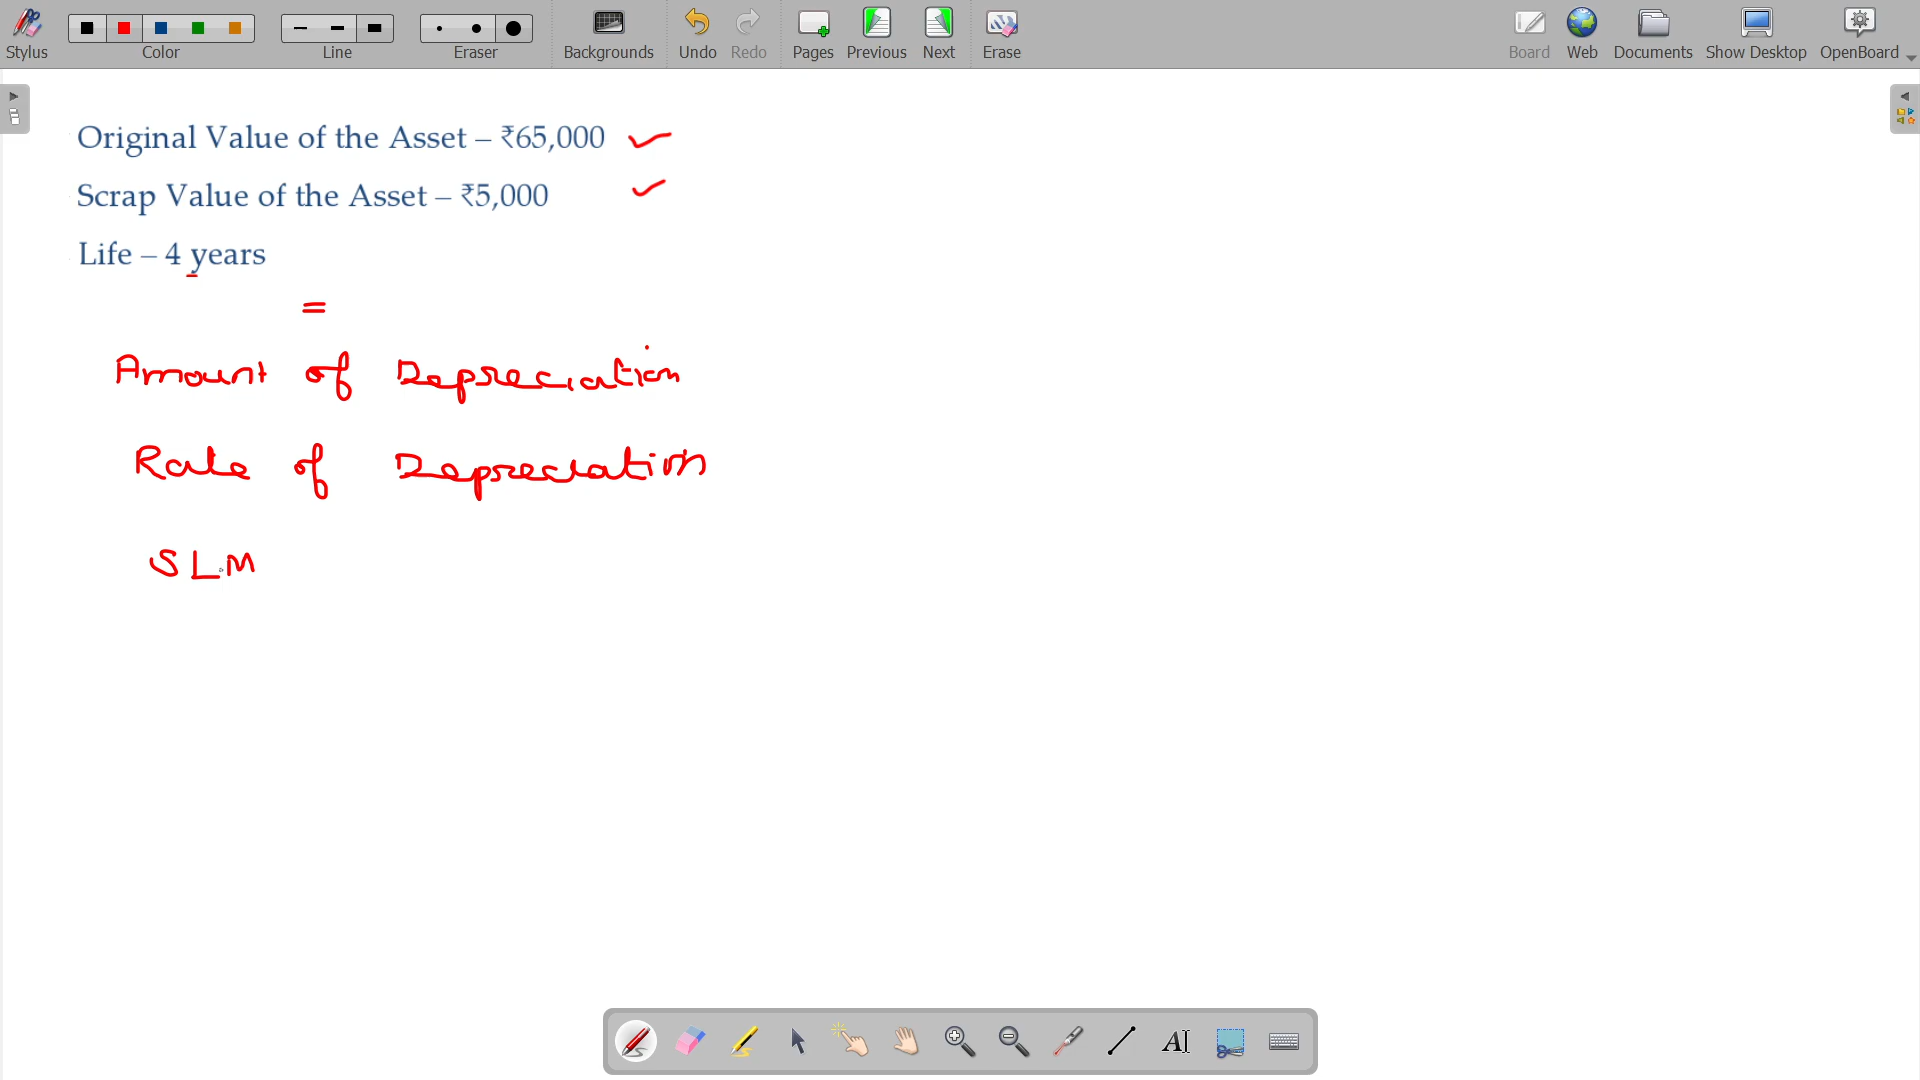 Stylus Color Line Eraser Backgrounds Undo Redo Pages Previous Next Erase Board Web Documents Show Desktop OpenBoard
Original Value of the Asset – ₹65,000
Scrap Value of the Asset – ₹5,000
Life – 4 years
=
Amount of Depreciation
Rate of Depreciation
SLM